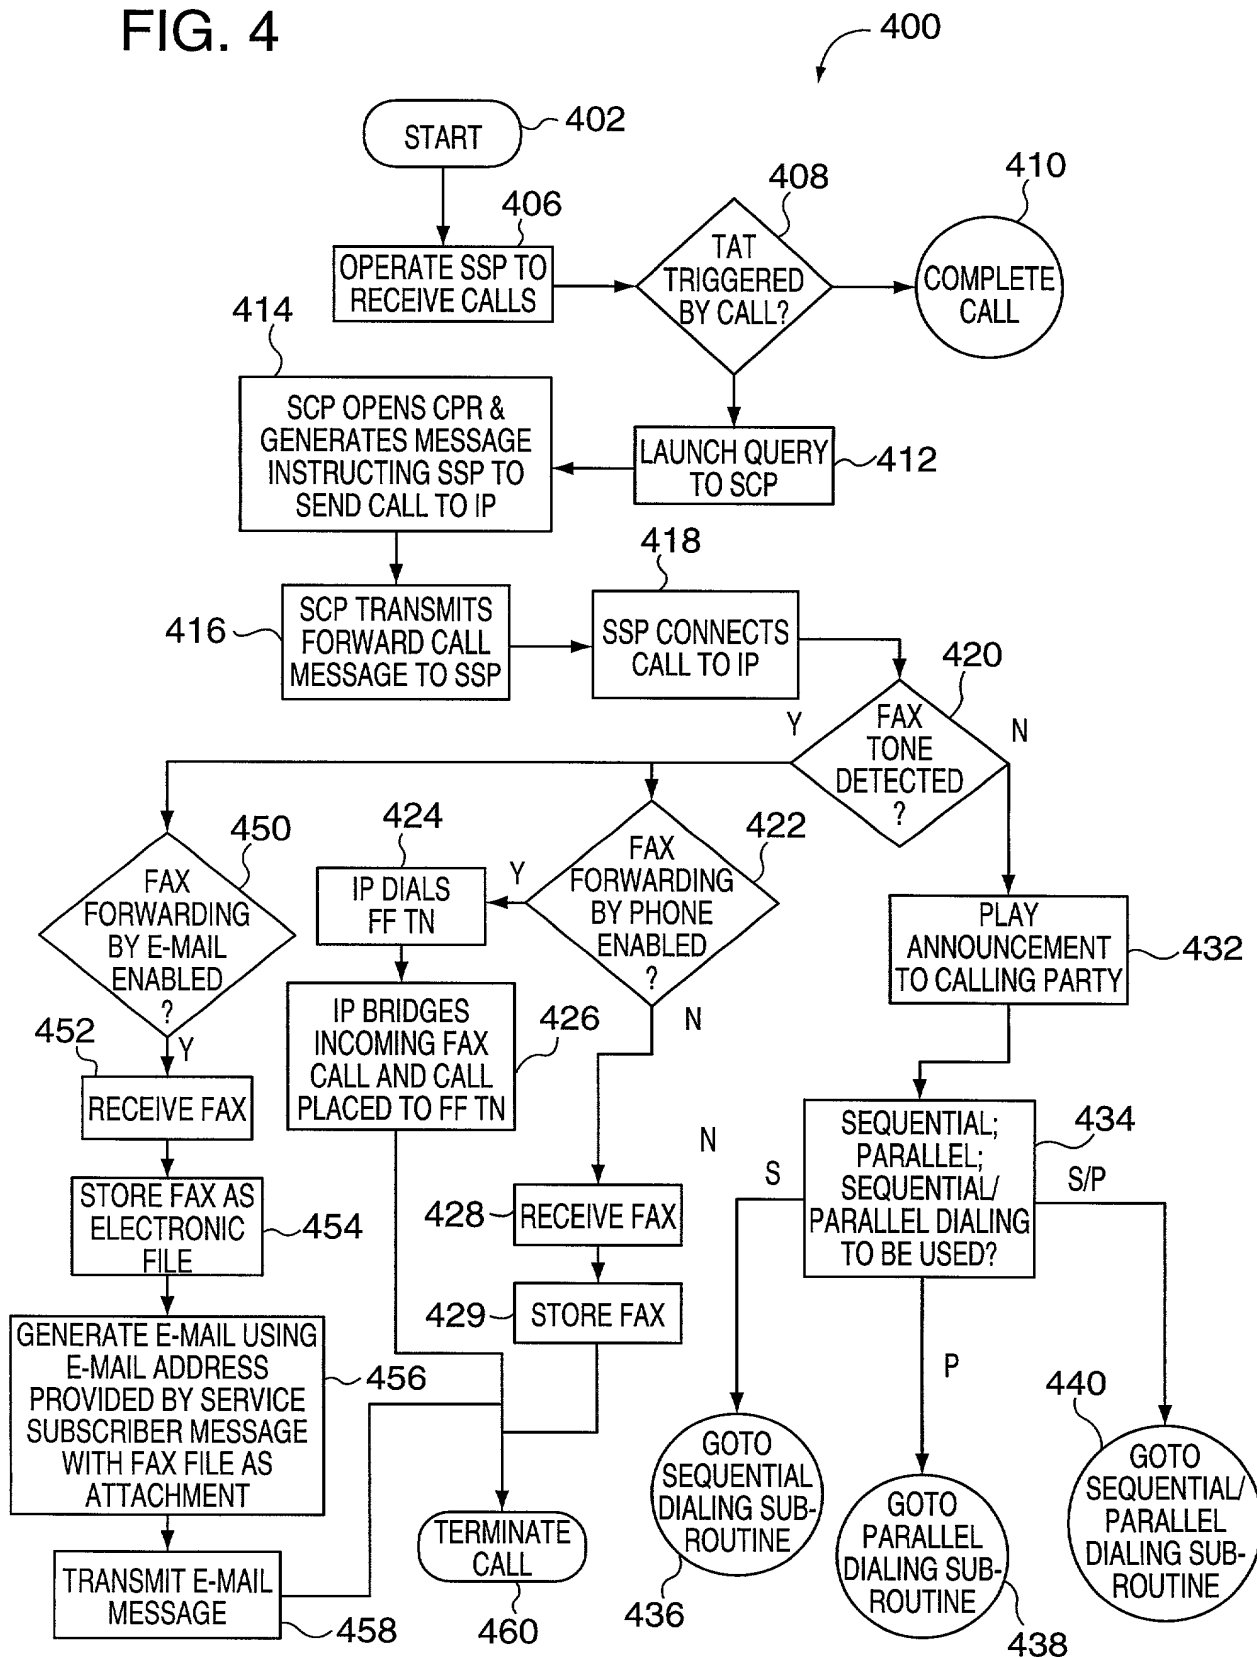 FIG. 4
400
START
402
406
OPERATE SSP TO
RECEIVE CALLS
408
TAT
TRIGGERED
BY CALL?
410
COMPLETE
CALL
414
SCP OPENS CPR &
GENERATES MESSAGE
INSTRUCTING SSP TO
SEND CALL TO IP
LAUNCH QUERY
TO SCP
412
416
SCP TRANSMITS
FORWARD CALL
MESSAGE TO SSP
418
SSP CONNECTS
CALL TO IP
420
FAX
TONE
DETECTED
?
Y
N
450
FAX
FORWARDING
BY E-MAIL
ENABLED
?
Y
424
IP DIALS
FF TN
Y
422
FAX
FORWARDING
BY PHONE
ENABLED
?
N
PLAY
ANNOUNCEMENT
TO CALLING PARTY
432
452
RECEIVE FAX
IP BRIDGES
INCOMING FAX
CALL AND CALL
PLACED TO FF TN
426
N
SEQUENTIAL;
PARALLEL;
SEQUENTIAL/
PARALLEL DIALING
TO BE USED?
434
S
S/P
P
STORE FAX AS
ELECTRONIC
FILE
454
428
RECEIVE FAX
429
STORE FAX
GENERATE E-MAIL USING
E-MAIL ADDRESS
PROVIDED BY SERVICE
SUBSCRIBER MESSAGE
WITH FAX FILE AS
ATTACHMENT
456
440
GOTO
SEQUENTIAL
DIALING SUB-
ROUTINE
436
GOTO
PARALLEL
DIALING SUB-
ROUTINE
438
GOTO
SEQUENTIAL/
PARALLEL
DIALING SUB-
ROUTINE
TERMINATE
CALL
460
TRANSMIT E-MAIL
MESSAGE
458